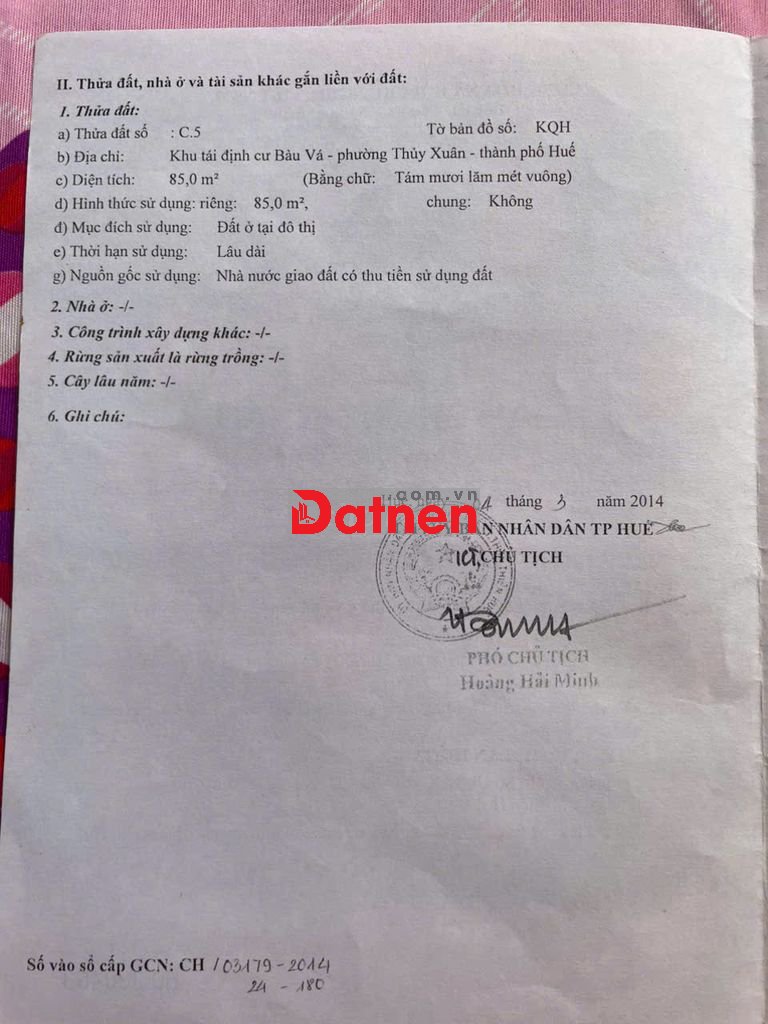 II. Thửa đất, nhà ở và tài sản khác gắn liền với đất:
1. Thửa đất:
a) Thửa đất số : C.5 Tờ bản đồ số: KQH
b) Địa chỉ: Khu tái định cư Bàu Vá - phường Thủy Xuân - thành phố Huế
c) Diện tích: 85,0 m² (Bằng chữ: Tám mươi lăm mét vuông)
d) Hình thức sử dụng: riêng: 85,0 m², chung: Không
đ) Mục đích sử dụng: Đất ở tại đô thị
e) Thời hạn sử dụng: Lâu dài
g) Nguồn gốc sử dụng: Nhà nước giao đất có thu tiền sử dụng đất
2. Nhà ở: -/-
3. Công trình xây dựng khác: -/-
4. Rừng sản xuất là rừng trồng: -/-
5. Cây lâu năm: -/-
6. Ghi chú:
com.vn
Datnen
tháng 3 năm 2014
NHÂN DÂN TP HUẾ
KT.CHỦ TỊCH
PHÓ CHỦ TỊCH
Hoàng Hải Minh
Số vào sổ cấp GCN: CH /03179-2014
24 - 180